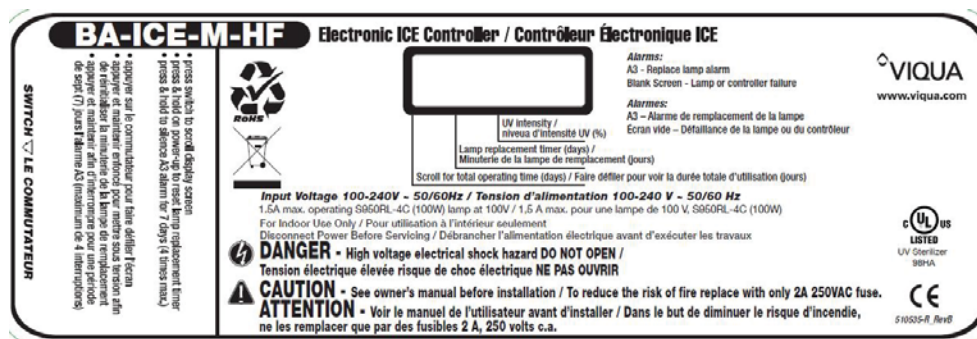 BA-ICE-M-HF
Electronic ICE Controller / Contrôleur Électronique ICE
SWITCH ▽ LE COMMUTATEUR
• press switch to scroll display screen
• press & hold on power-up to reset lamp replacement timer
• press & hold to silence A3 alarm for 7 days (4 times max.)
• appuyer sur le commutateur pour faire défiler l'écran
• appuyer et maintenir enfoncé pour mettre sous tension afin
de réinitialiser la minuterie de la lampe de remplacement
• appuyer et maintenir afin d'interrompre pour une période
de sept (7) jours l'alarme A3 (maximum de 4 interruptions)
RoHS
UV Intensity /
niveua d'intensité UV (%)
Lamp replacement timer (days) /
Minuterie de la lampe de remplacement (jours)
Scroll for total operating time (days) / Faire défiler pour voir la durée totale d'utilisation (jours)
Alarms:
A3 - Replace lamp alarm
Blank Screen - Lamp or controller failure
Alarmes:
A3 – Alarme de remplacement de la lampe
Écran vide – Défaillance de la lampe ou du contrôleur
VIQUA
www.viqua.com
Input Voltage 100-240V ~ 50/60Hz / Tension d'alimentation 100-240 V ~ 50/60 Hz
1.5A max. operating S950RL-4C (100W) lamp at 100V / 1,5 A max. pour une lampe de 100 V, S950RL-4C (100W)
For Indoor Use Only / Pour utilisation à l'intérieur seulement
Disconnect Power Before Servicing / Débrancher l'alimentation électrique avant d'exécuter les travaux
DANGER - High voltage electrical shock hazard DO NOT OPEN /
Tension électrique élevée risque de choc électrique NE PAS OUVRIR
CAUTION - See owner's manual before installation / To reduce the risk of fire replace with only 2A 250VAC fuse.
ATTENTION - Voir le manuel de l'utilisateur avant d'installer / Dans le but de diminuer le risque d'incendie,
ne les remplacer que par des fusibles 2 A, 250 volts c.a.
C UL US
LISTED
UV Sterilizer
98HA
CE
510535-R_RevB